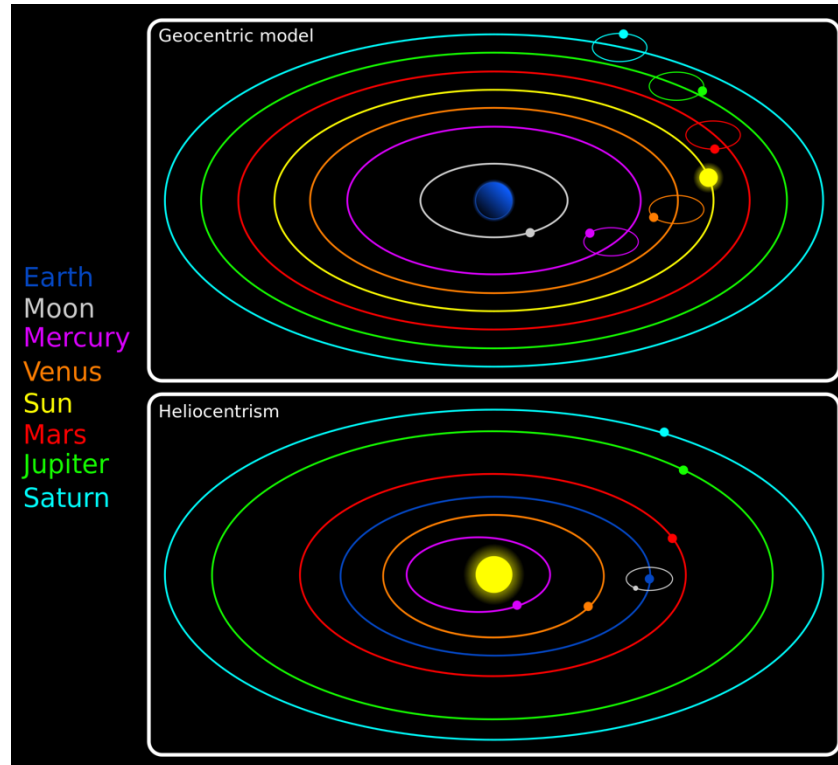 Geocentric model
Earth
Moon
Mercury
Venus
Sun
Mars
Jupiter
Saturn
Heliocentrism